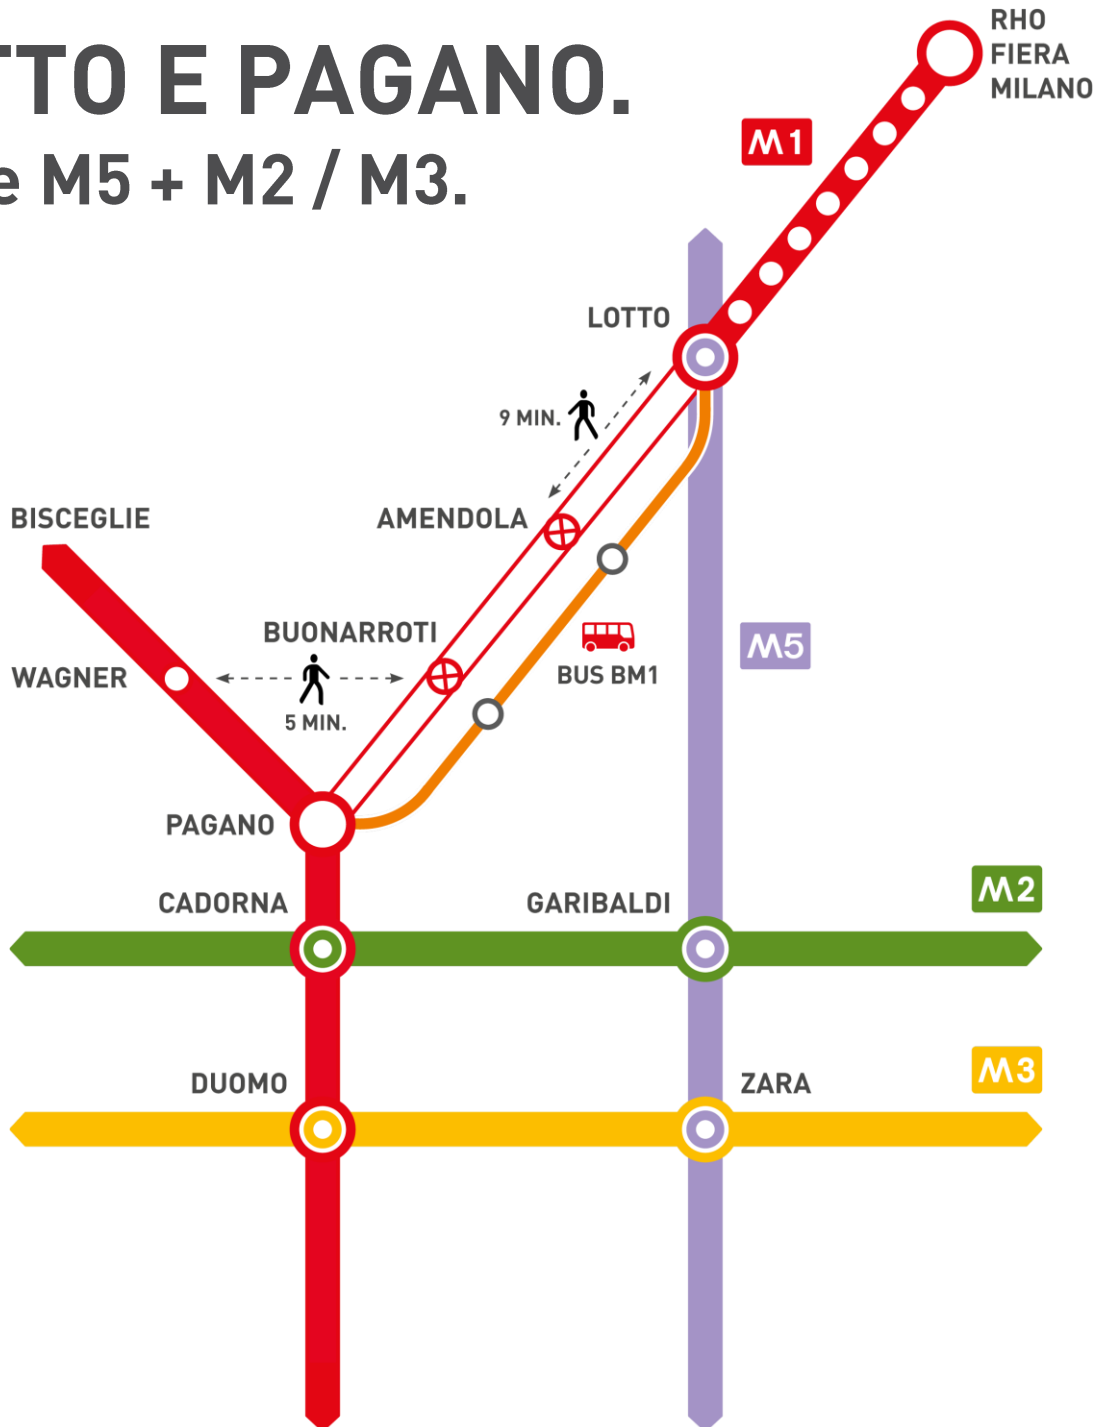 TTO E PAGANO.
e M5 + M2 / M3.
RHO
FIERA
MILANO
M1
LOTTO
9 MIN.
BISCEGLIE
AMENDOLA
BUONARROTI
WAGNER
5 MIN.
BUS BM1
M5
PAGANO
CADORNA
GARIBALDI
M2
DUOMO
ZARA
M3